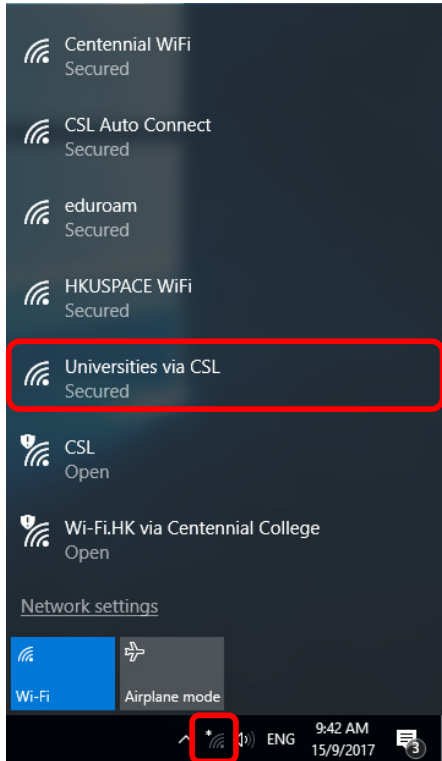 Centennial WiFi
Secured
CSL Auto Connect
Secured
eduroam
Secured
HKUSPACE WiFi
Secured
Universities via CSL
Secured
CSL
Open
Wi-Fi.HK via Centennial College
Open
Network settings
Wi-Fi
Airplane mode
ENG
9:42 AM
15/9/2017
3